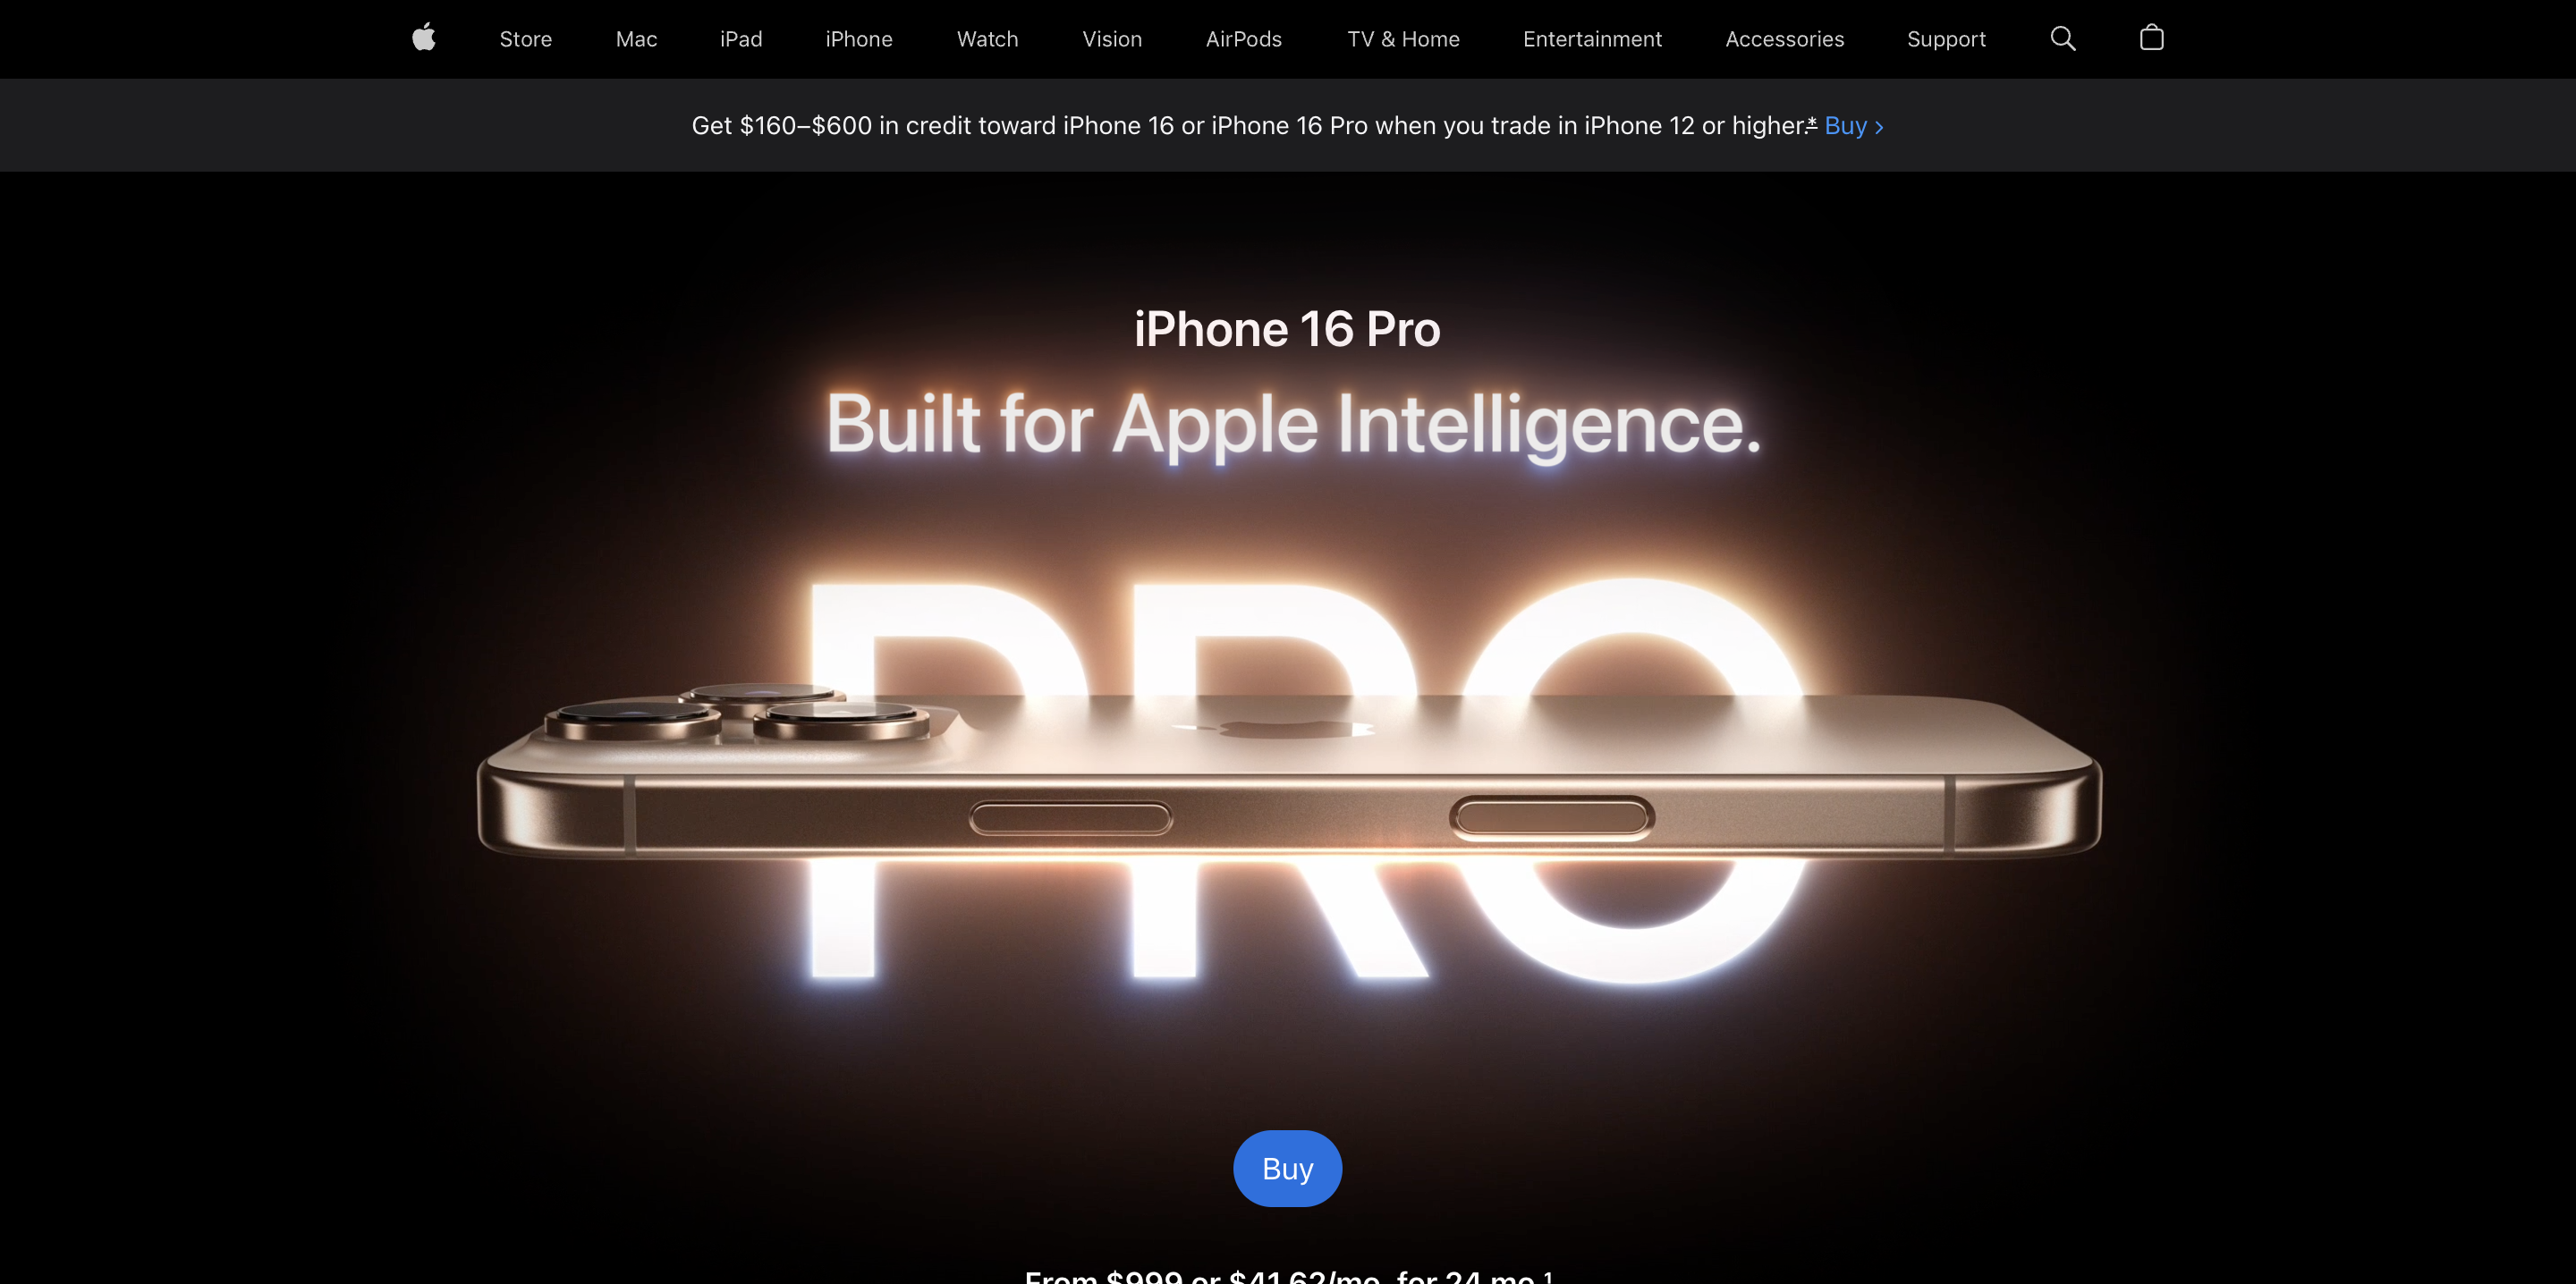 Store Mac iPad iPhone Watch Vision AirPods TV & Home Entertainment Accessories Support
Get $160–$600 in credit toward iPhone 16 or iPhone 16 Pro when you trade in iPhone 12 or higher.* Buy >
iPhone 16 Pro
Built for Apple Intelligence.
PRO
Buy
From $999 or $41.62/mo. for 24 mo.1